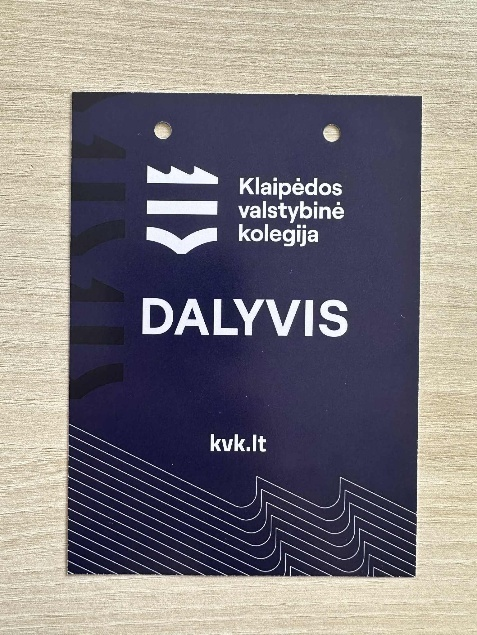 Klaipėdos
valstybinė
kolegija
DALYVIS
kvk.lt